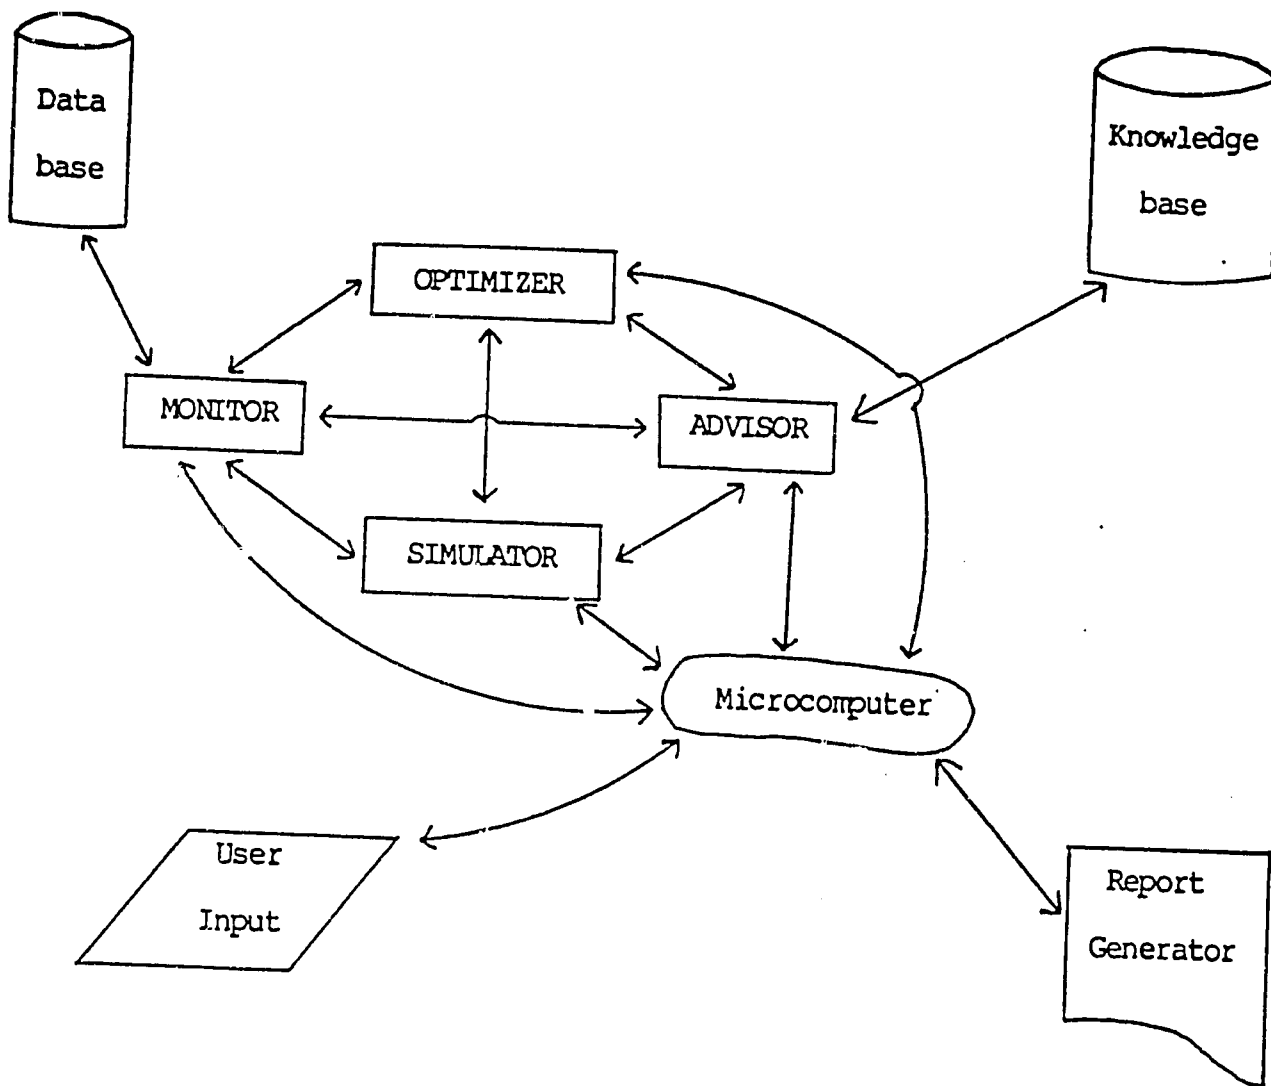 Data
base
Knowledge
base
OPTIMIZER
MONITOR
ADVISOR
SIMULATOR
Microcomputer
User
Input
Report
Generator